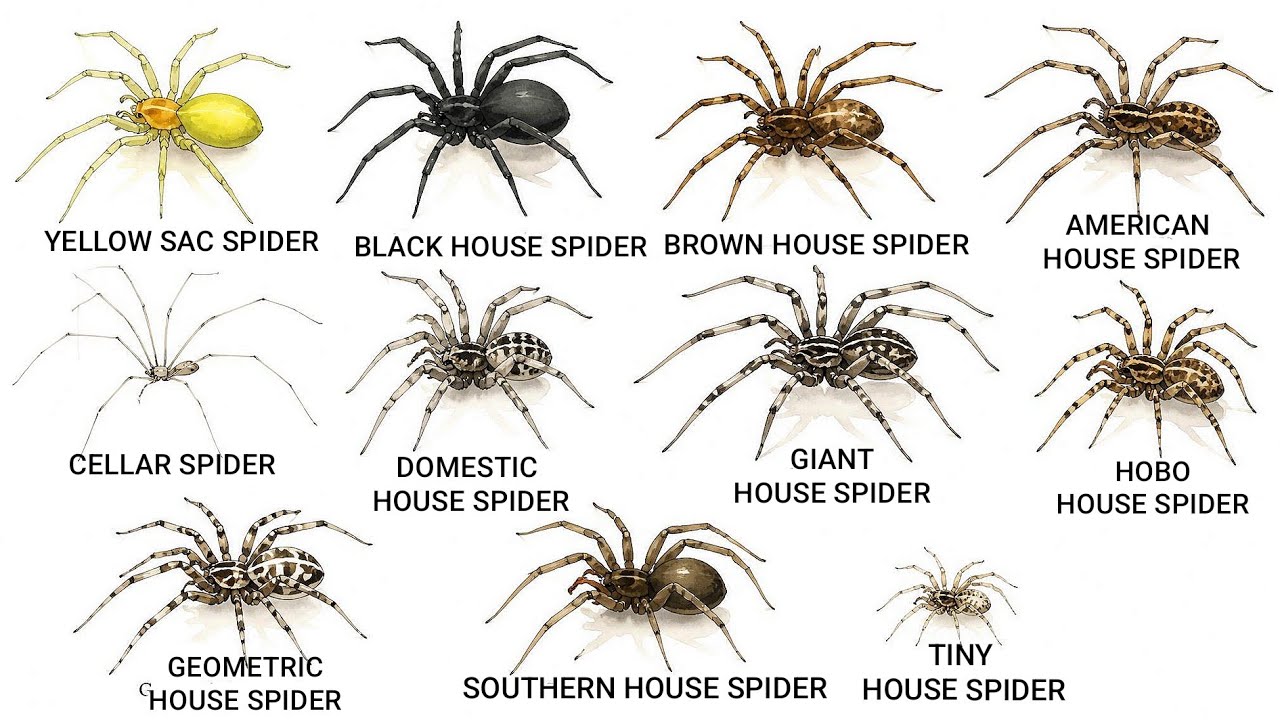 YELLOW SAC SPIDER
BLACK HOUSE SPIDER
BROWN HOUSE SPIDER
AMERICAN
HOUSE SPIDER
CELLAR SPIDER
DOMESTIC
HOUSE SPIDER
GIANT
HOUSE SPIDER
HOBO
HOUSE SPIDER
GEOMETRIC
G
HOUSE SPIDER
SOUTHERN HOUSE SPIDER
TINY
HOUSE SPIDER